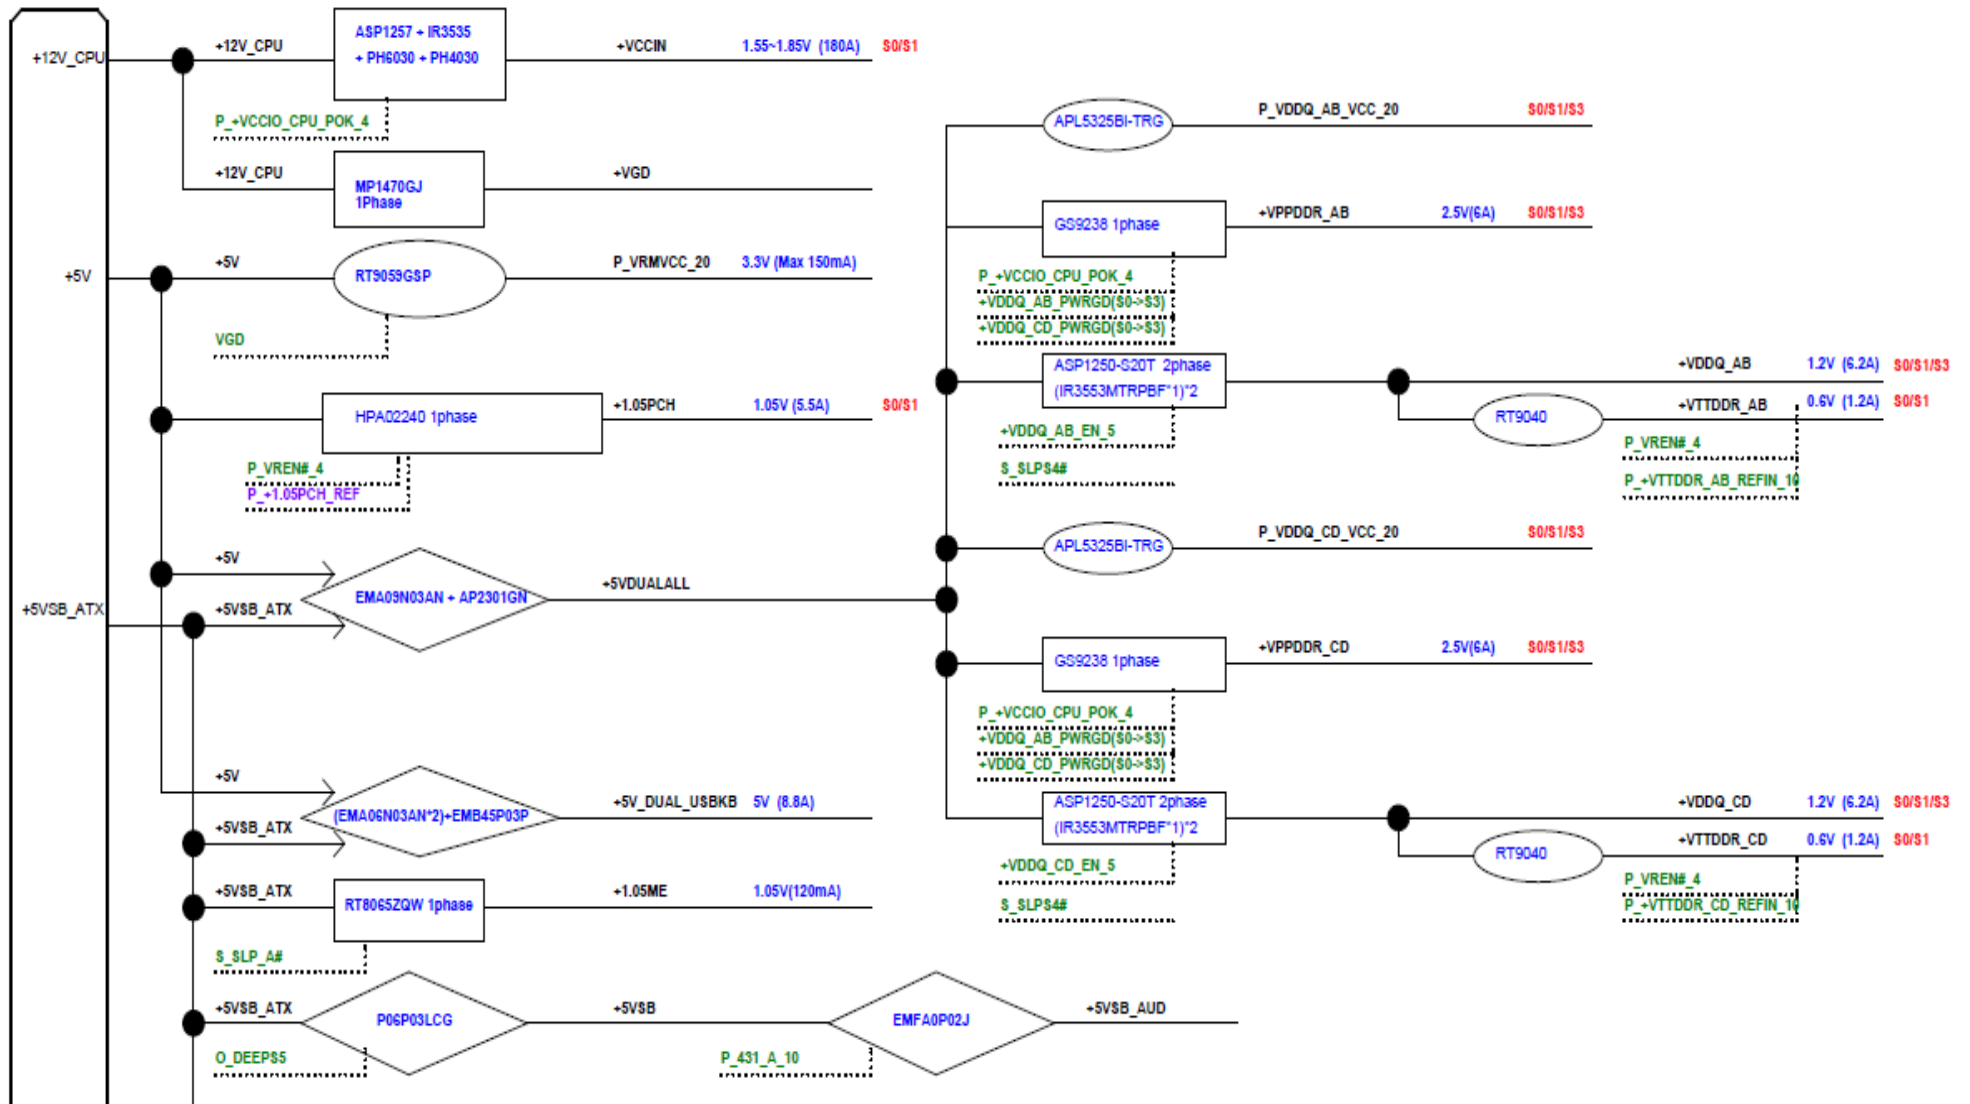 +12V_CPU
+12V_CPU
ASP1257 + IR3535
+ PH6030 + PH4030
+VCCIN
1.55~1.85V (180A)
S0/S1
P_+VCCIO_CPU_POK_4
+12V_CPU
MP1470GJ
1Phase
+VGD
+5V
+5V
RT9059GSP
P_VRMVCC_20
3.3V (Max 150mA)
VGD
HPA02240 1phase
+1.05PCH
1.05V (5.5A)
S0/S1
P_VREN#_4
P_+1.05PCH_REF
+5V
+5VSB_ATX
+5VSB_ATX
EMA09N03AN + AP2301GN
+5VDUALALL
+5V
+5VSB_ATX
(EMA06N03AN*2)+EMB45P03P
+5V_DUAL_USBKB
5V (8.8A)
+5VSB_ATX
RT8065ZQW 1phase
+1.05ME
1.05V(120mA)
S_SLP_A#
+5VSB_ATX
P06P03LCG
+5VSB
O_DEEPS5
P_431_A_10
EMFA0P02J
+5VSB_AUD
APL5325BI-TRG
P_VDDQ_AB_VCC_20
S0/S1/S3
GS9238 1phase
+VPPDDR_AB
2.5V(6A)
S0/S1/S3
P_+VCCIO_CPU_POK_4
+VDDQ_AB_PWRGD(S0->S3)
+VDDQ_CD_PWRGD(S0->S3)
ASP1250-S20T 2phase
(IR3553MTRPBF*1)*2
+VDDQ_AB
1.2V (6.2A)
S0/S1/S3
RT9040
+VTTDDR_AB
0.6V (1.2A)
S0/S1
+VDDQ_AB_EN_5
S_SLPS4#
P_VREN#_4
P_+VTTDDR_AB_REFIN_10
APL5325BI-TRG
P_VDDQ_CD_VCC_20
S0/S1/S3
GS9238 1phase
+VPPDDR_CD
2.5V(6A)
S0/S1/S3
P_+VCCIO_CPU_POK_4
+VDDQ_AB_PWRGD(S0->S3)
+VDDQ_CD_PWRGD(S0->S3)
ASP1250-S20T 2phase
(IR3553MTRPBF*1)*2
+VDDQ_CD
1.2V (6.2A)
S0/S1/S3
RT9040
+VTTDDR_CD
0.6V (1.2A)
S0/S1
+VDDQ_CD_EN_5
S_SLPS4#
P_VREN#_4
P_+VTTDDR_CD_REFIN_10